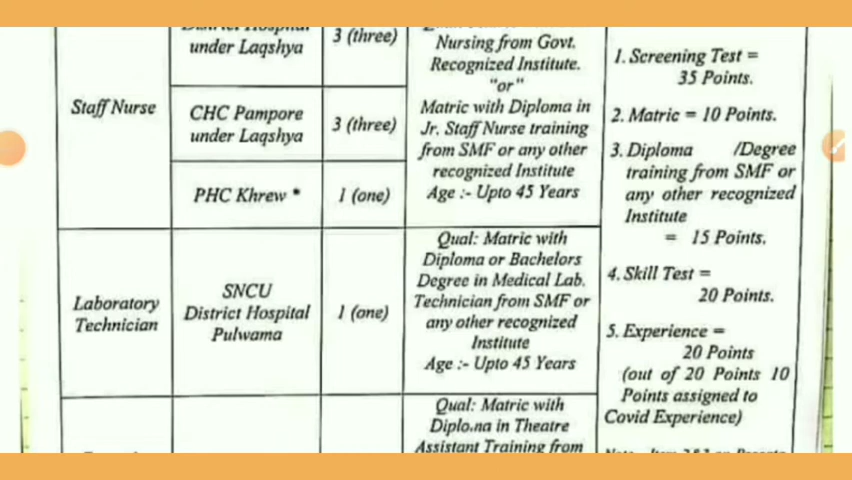 under Laqshya
3 (three)
Nursing from Govt.
Recognized Institute.
"or"
Matric with Diploma in
Jr. Staff Nurse training
from SMF or any other
recognized Institute
Age :- Upto 45 Years
Staff Nurse
CHC Pampore
under Laqshya
3 (three)
PHC Khrew *
1 (one)
Laboratory
Technician
SNCU
District Hospital
Pulwama
1 (one)
Qual: Matric with
Diploma or Bachelors
Degree in Medical Lab.
Technician from SMF or
any other recognized
Institute
Age :- Upto 45 Years
Qual: Matric with
Diplo.na in Theatre
Assistant Training from
1. Screening Test =
35 Points.
2. Matric = 10 Points.
3. Diploma /Degree
training from SMF or
any other recognized
Institute
= 15 Points.
4. Skill Test =
20 Points.
5. Experience =
20 Points
(out of 20 Points 10
Points assigned to
Covid Experience)